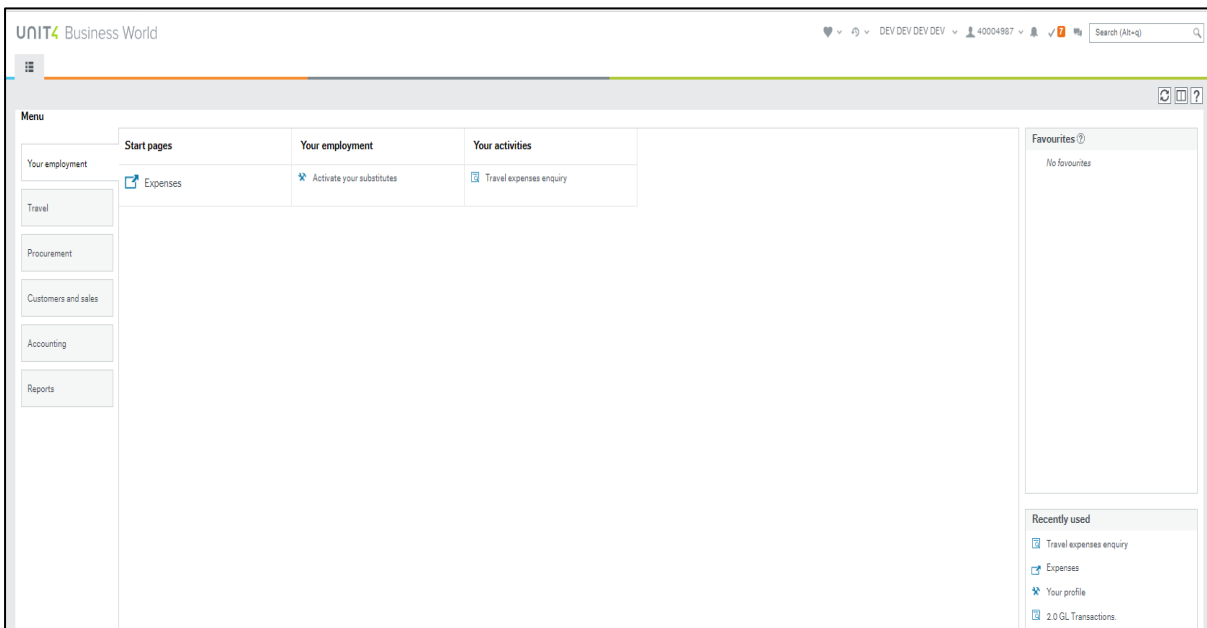 UNIT4 Business World
DEV DEV DEV DEV 40004987 7 Search (Alt+q)
?
Menu
Your employment
Travel
Procurement
Customers and sales
Accounting
Reports
Start pages Your employment Your activities
Expenses Activate your substitutes Travel expenses enquiry
Favourites ?
No favourites
Recently used
Travel expenses enquiry
Expenses
Your profile
2.0 GL Transactions.